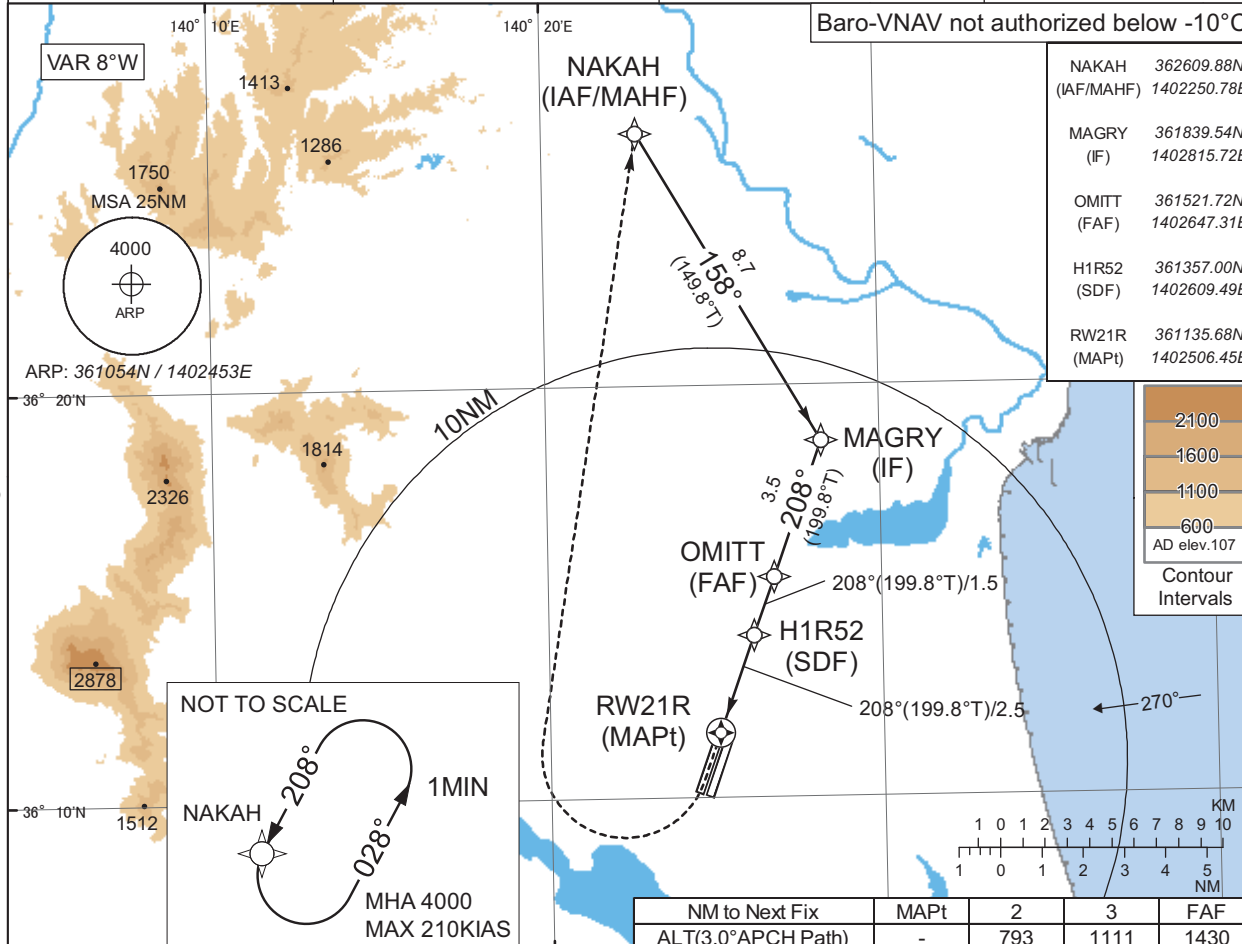 140° 10'E
140° 20'E
Baro-VNAV not authorized below -10°C
VAR 8°W
NAKAH
(IAF/MAHF)
NAKAH 362609.88N
(IAF/MAHF) 1402250.78E
MAGRY 361839.54N
(IF) 1402815.72E
OMITT 361521.72N
(FAF) 1402647.31E
H1R52 361357.00N
(SDF) 1402609.49E
RW21R 361135.68N
(MAPt) 1402506.45E
1413
1286
1750
MSA 25NM
4000
ARP
ARP: 361054N / 1402453E
8.7
158°
(149.8°T)
36° 20'N
10NM
1814
2326
MAGRY
(IF)
3.5
208°
(199.8°T)
2100
1600
1100
600
AD elev.107
Contour
Intervals
OMITT
(FAF)
208°(199.8°T)/1.5
H1R52
(SDF)
2878
208°(199.8°T)/2.5
270°
RW21R
(MAPt)
NOT TO SCALE
208°
1MIN
NAKAH
028°
MHA 4000
MAX 210KIAS
36° 10'N
1512
KM
1 0 1 2 3 4 5 6 7 8 9 10
1 0 1 2 3 4 5
NM
NM to Next Fix MAPt 2 3 FAF
ALT(3.0°APCH Path) - 793 1111 1430